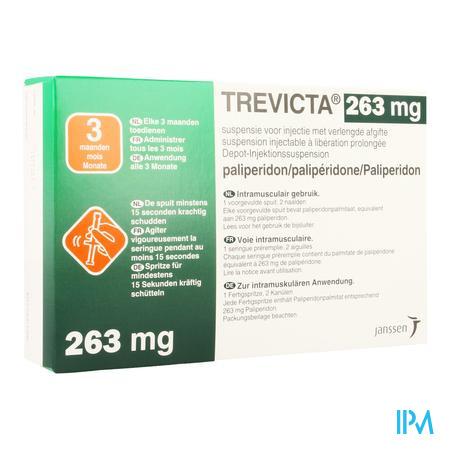 3
maanden
mois
Monate
NL Elke 3 maanden
toedienen
FR Administrer
tous les 3 mois
DE Anwendung
alle 3 Monate
NL De spuit minstens
15 seconden krachtig
schudden
FR Agiter
vigoureusement la
seringue pendant au
moins 15 secondes
DE Spritze für
mindestens
15 Sekunden kräftig
schütteln
263 mg
TREVICTA® 263 mg
suspensie voor injectie met verlengde afgifte
suspension injectable à libération prolongée
Depot-Injektionssuspension
paliperidon/palipéridone/Paliperidon
NL Intramusculair gebruik.
1 voorgevulde spuit. 2 naalden
Elke voorgevulde spuit bevat paliperidonpalmitaat, equivalent
aan 263 mg paliperidon.
Lees voor het gebruik de bijsluiter.
FR Voie intramusculaire.
1 seringue préremplie. 2 aiguilles
Chaque seringue préremplie contient du palmitate de palipéridone
équivalent à 263 mg de palipéridone.
Lire la notice avant utilisation.
DE Zur intramuskulären Anwendung.
1 Fertigspritze, 2 Kanülen
Jede Fertigspritze enthält Paliperidonpalmitat entsprechend
263 mg Paliperidon
Packungsbeilage beachten.
janssen
IPM